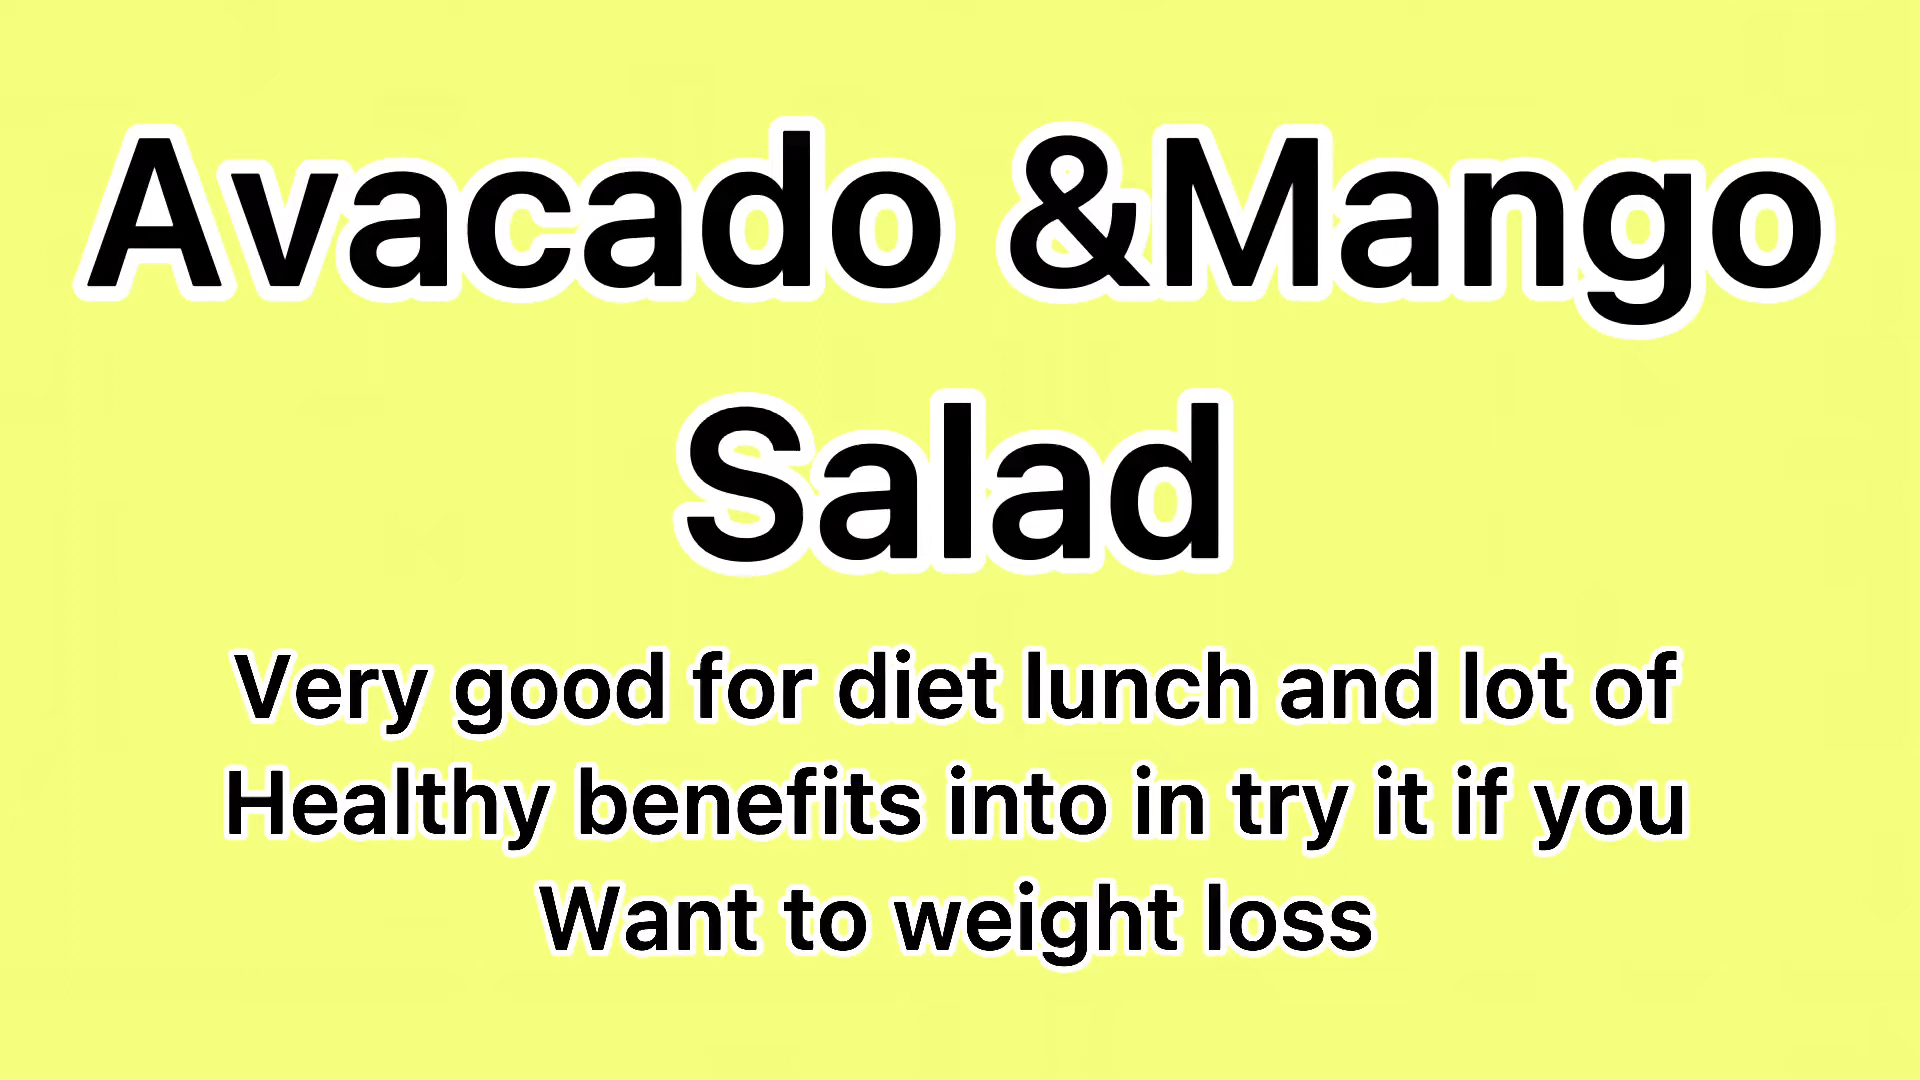 Avacado &Mango
Salad
Very good for diet lunch and lot of
Healthy benefits into in try it if you
Want to weight loss